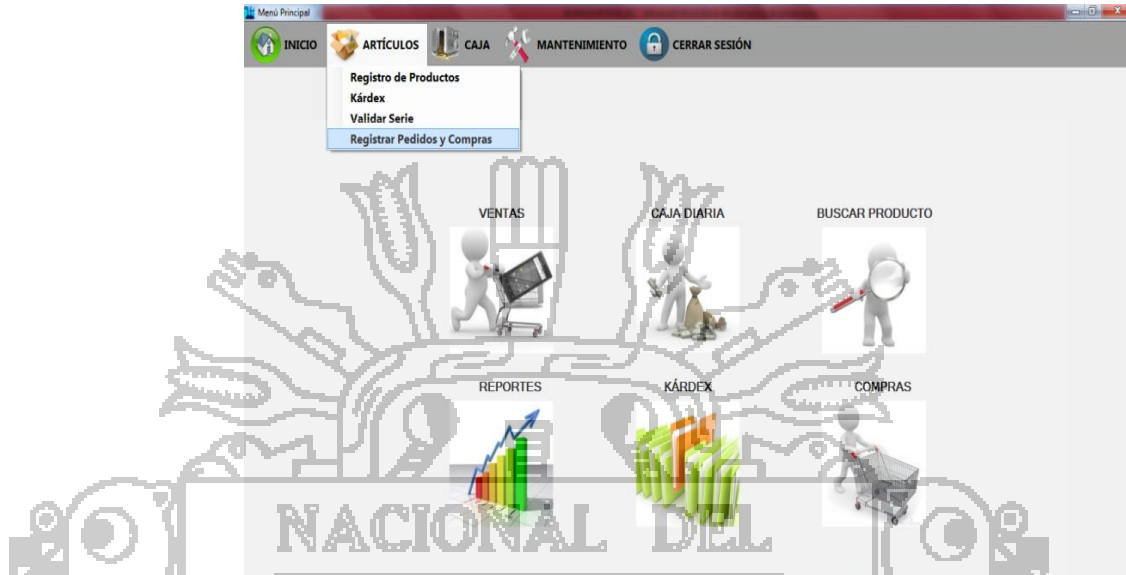 Menú Principal
INICIO ARTÍCULOS CAJA MANTENIMIENTO CERRAR SESIÓN
Registro de Productos
Kárdex
Validar Serie
Registrar Pedidos y Compras
VENTAS CAJA DIARIA BUSCAR PRODUCTO
REPORTES KÁRDEX COMPRAS
NACIONAL DEL